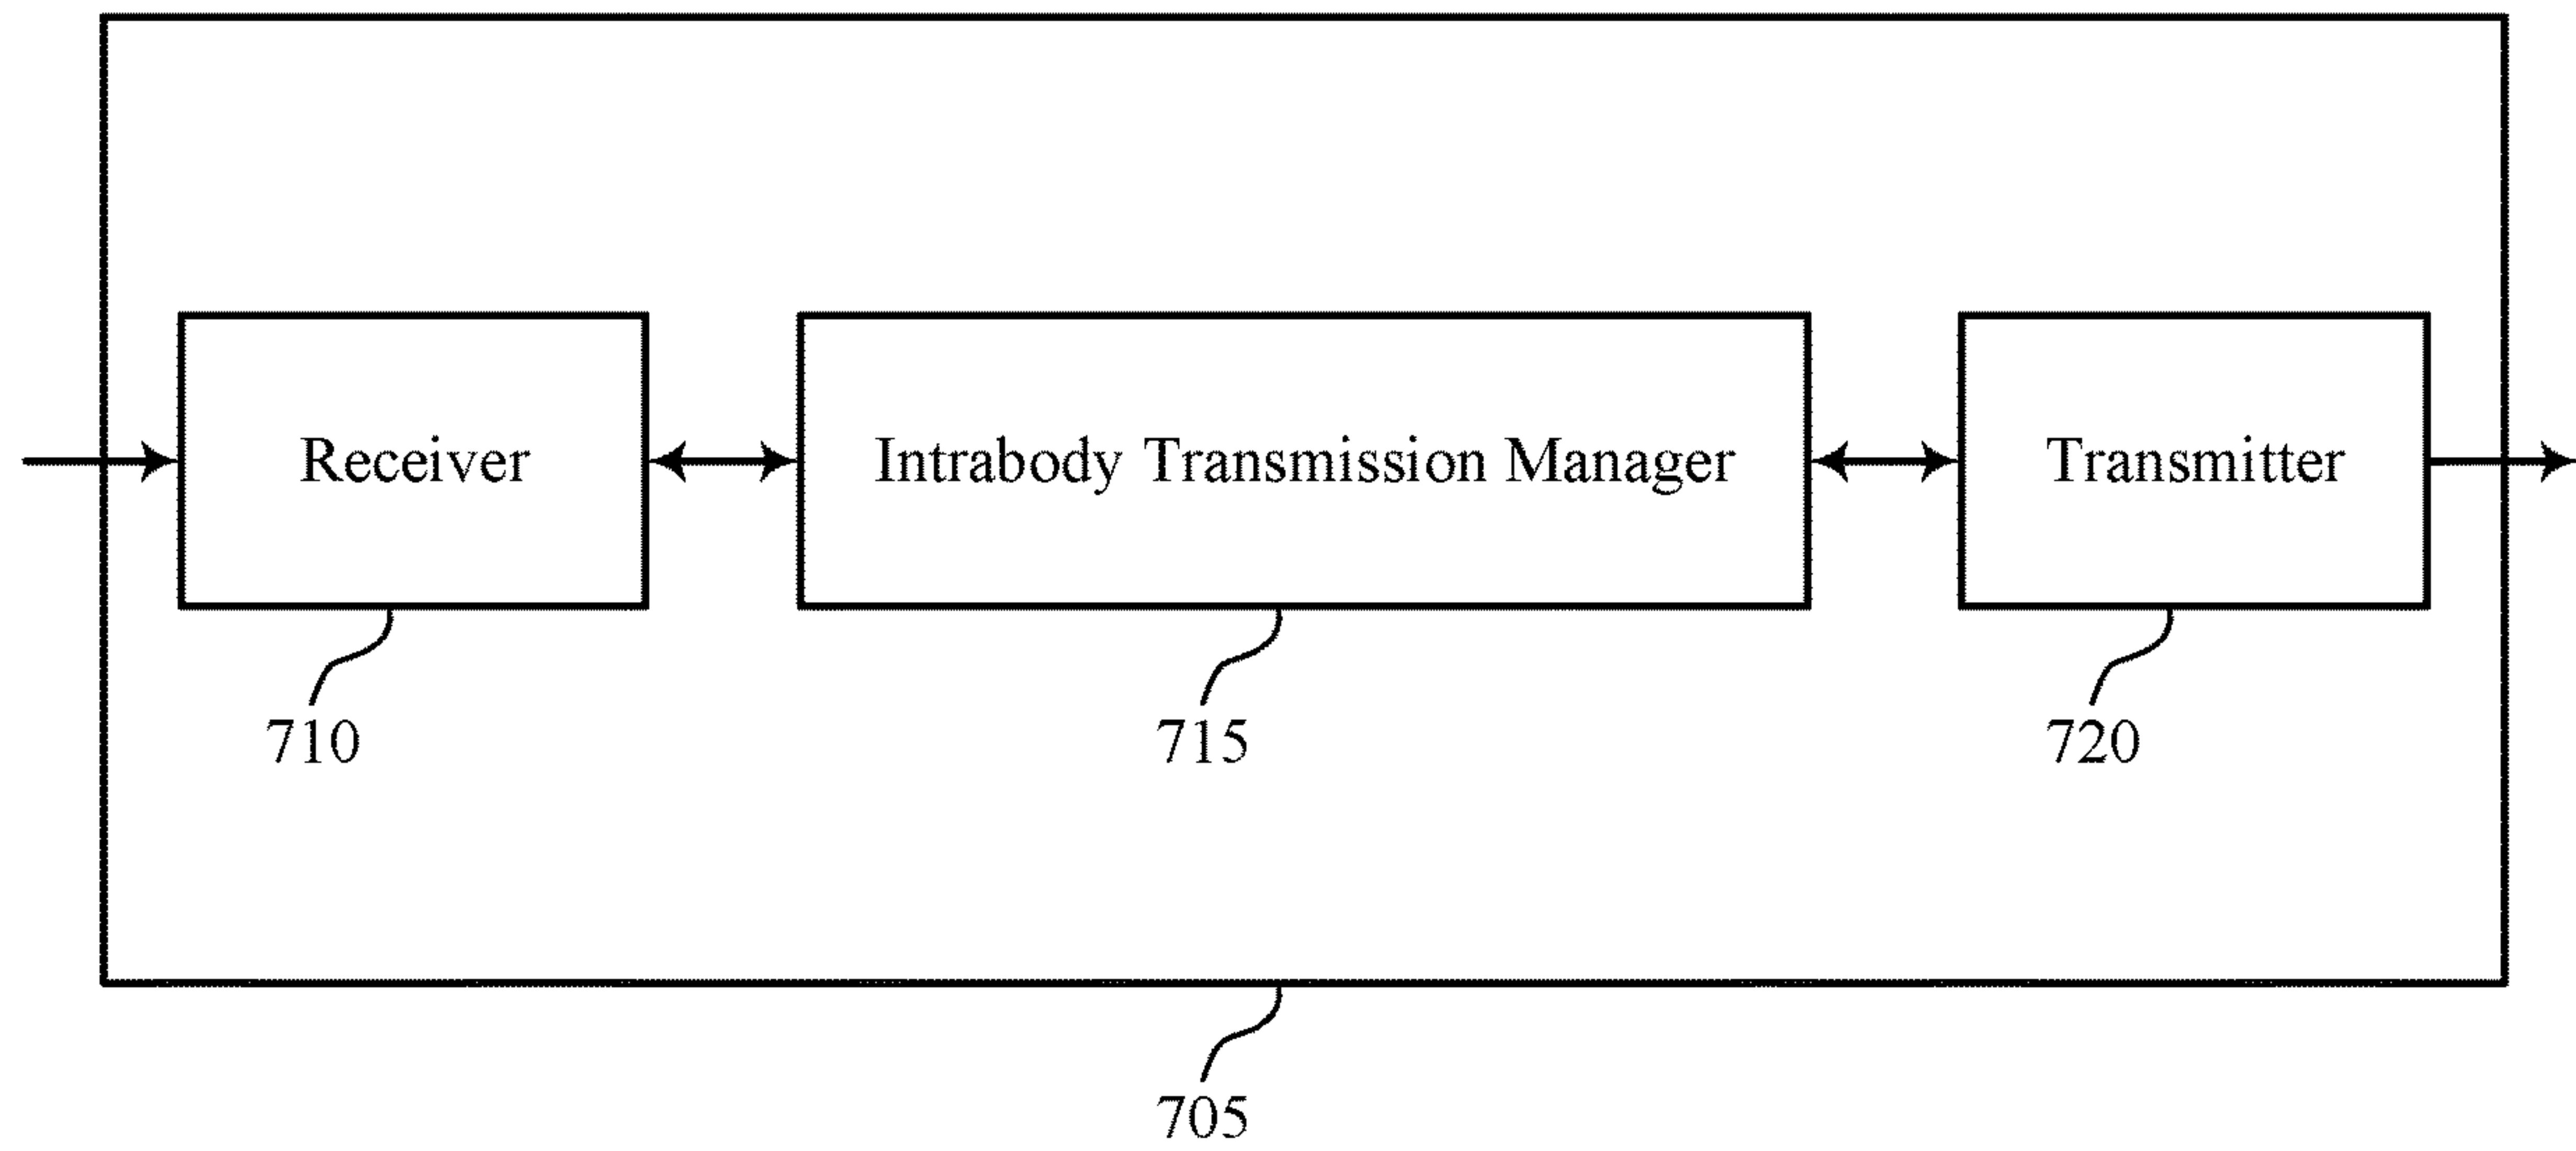 Receiver
Intrabody Transmission Manager
Transmitter
710
715
720
705